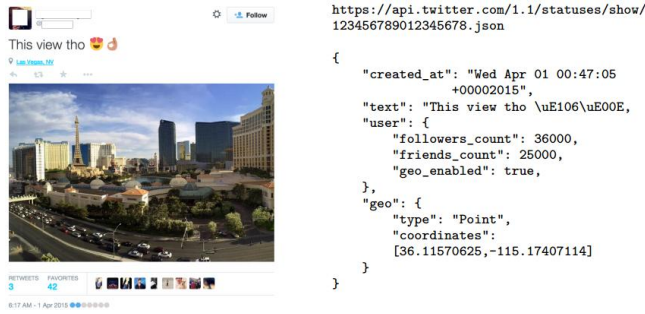 Follow
This view tho 😍👌
Las Vegas, NV
RETWEETS FAVORITES
3 42
6:17 AM - 1 Apr 2015
https://api.twitter.com/1.1/statuses/show/
123456789012345678.json
{
"created_at": "Wed Apr 01 00:47:05
+00002015",
"text": "This view tho \uE106\uE00E,
"user": {
"followers_count": 36000,
"friends_count": 25000,
"geo_enabled": true,
},
"geo": {
"type": "Point",
"coordinates":
[36.11570625,-115.17407114]
}
}